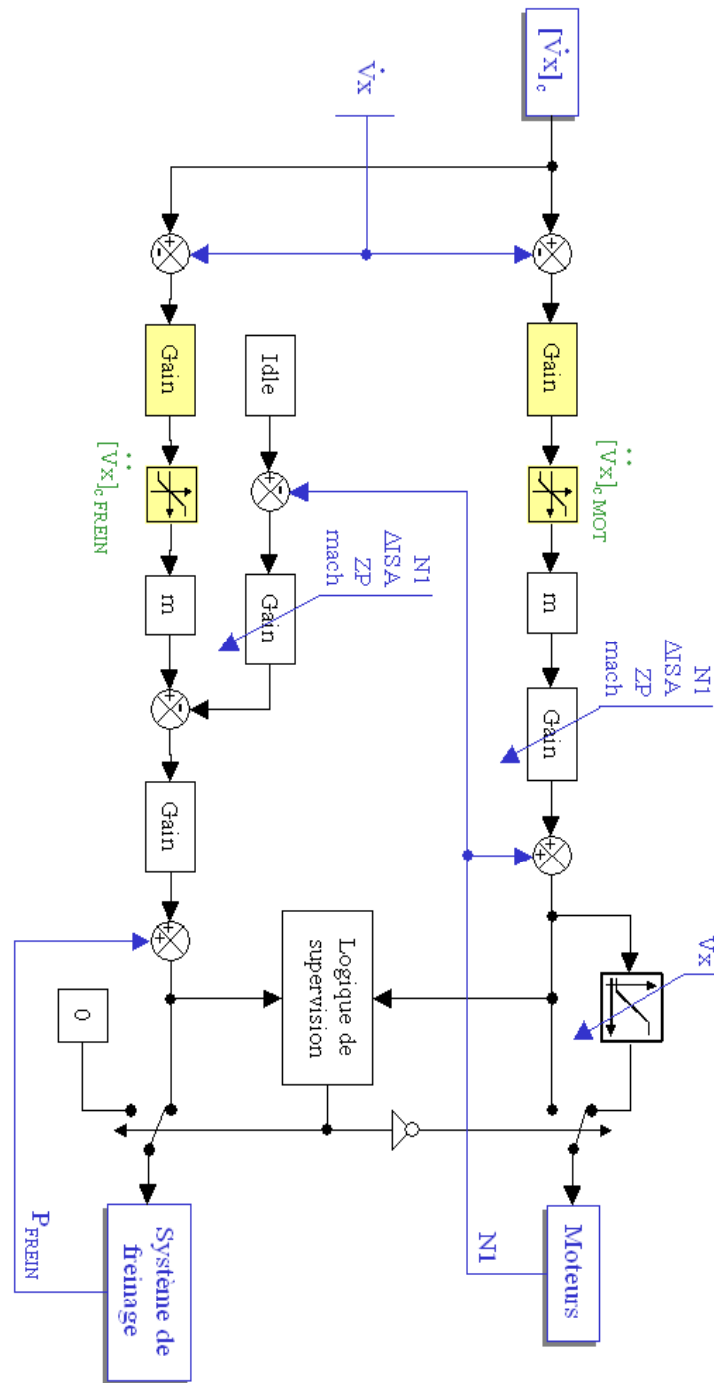 Vx
N1
ΔISA
ZP
mach
[V̈x]c MOT
[V̇x]c
+
-
Gain
m
Gain
+
+
Moteurs
N1
V̇x
N1
ΔISA
ZP
mach
Logique de
supervision
Idle
-
+
Gain
-
+
Gain
m
-
+
Gain
+
+
Système de
freinage
[V̈x]c FREIN
0
PFREIN